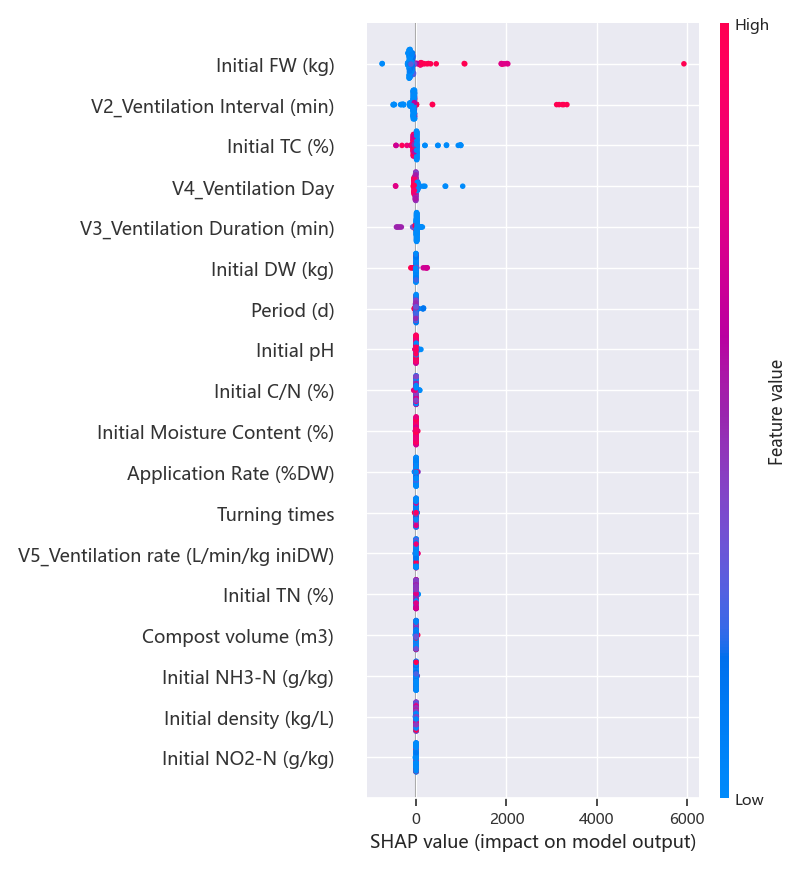 High
Initial FW (kg)
V2_Ventilation Interval (min)
Initial TC (%)
V4_Ventilation Day
V3_Ventilation Duration (min)
Initial DW (kg)
Period (d)
Initial pH
Initial C/N (%)
Initial Moisture Content (%)
Application Rate (%DW)
Turning times
V5_Ventilation rate (L/min/kg iniDW)
Initial TN (%)
Compost volume (m3)
Initial NH3-N (g/kg)
Initial density (kg/L)
Initial NO2-N (g/kg)
Feature value
Low
0 2000 4000 6000
SHAP value (impact on model output)